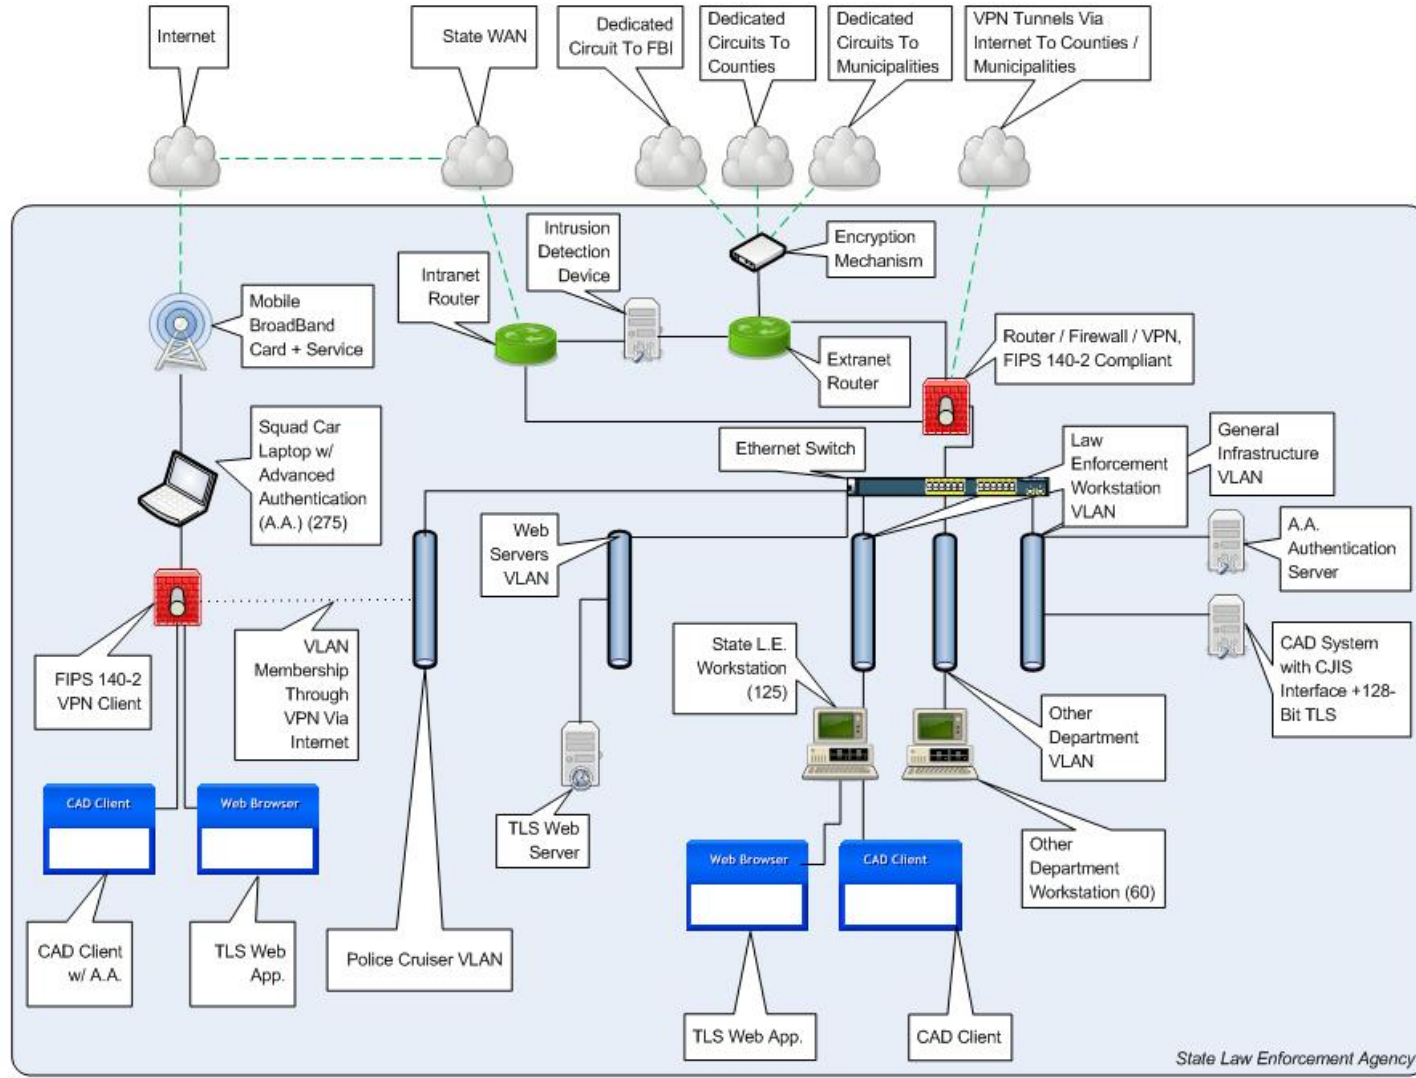 Internet
State WAN
Dedicated
Circuit To FBI
Dedicated
Circuits To
Counties
Dedicated
Circuits To
Municipalities
VPN Tunnels Via
Internet To Counties /
Municipalities
Intrusion
Detection
Device
Encryption
Mechanism
Intranet
Router
Mobile
BroadBand
Card + Service
Router / Firewall / VPN,
FIPS 140-2 Compliant
Extranet
Router
Squad Car
Laptop w/
Advanced
Authentication
(A.A.) (275)
Ethernet Switch
Law
Enforcement
Workstation
VLAN
General
Infrastructure
VLAN
Web
Servers
VLAN
A.A.
Authentication
Server
FIPS 140-2
VPN Client
VLAN
Membership
Through
VPN Via
Internet
State L.E.
Workstation
(125)
CAD System
with CJIS
Interface +128-
Bit TLS
Other
Department
VLAN
CAD Client
Web Browser
TLS Web
Server
Web Browser
CAD Client
Other
Department
Workstation (60)
CAD Client
w/ A.A.
TLS Web
App.
Police Cruiser VLAN
TLS Web App.
CAD Client
State Law Enforcement Agency